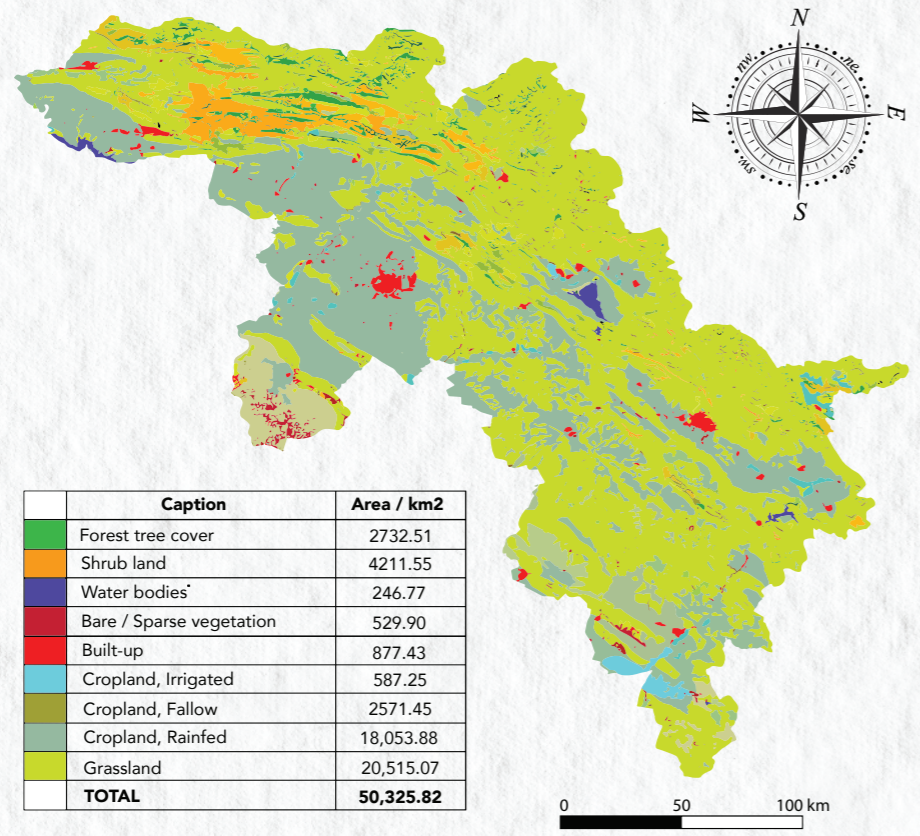 N
nw
ne
W
E
sw
se
S
Caption Area / km2
Forest tree cover 2732.51
Shrub land 4211.55
Water bodies• 246.77
Bare / Sparse vegetation 529.90
Built-up 877.43
Cropland, Irrigated 587.25
Cropland, Fallow 2571.45
Cropland, Rainfed 18,053.88
Grassland 20,515.07
TOTAL 50,325.82
0 50 100 km